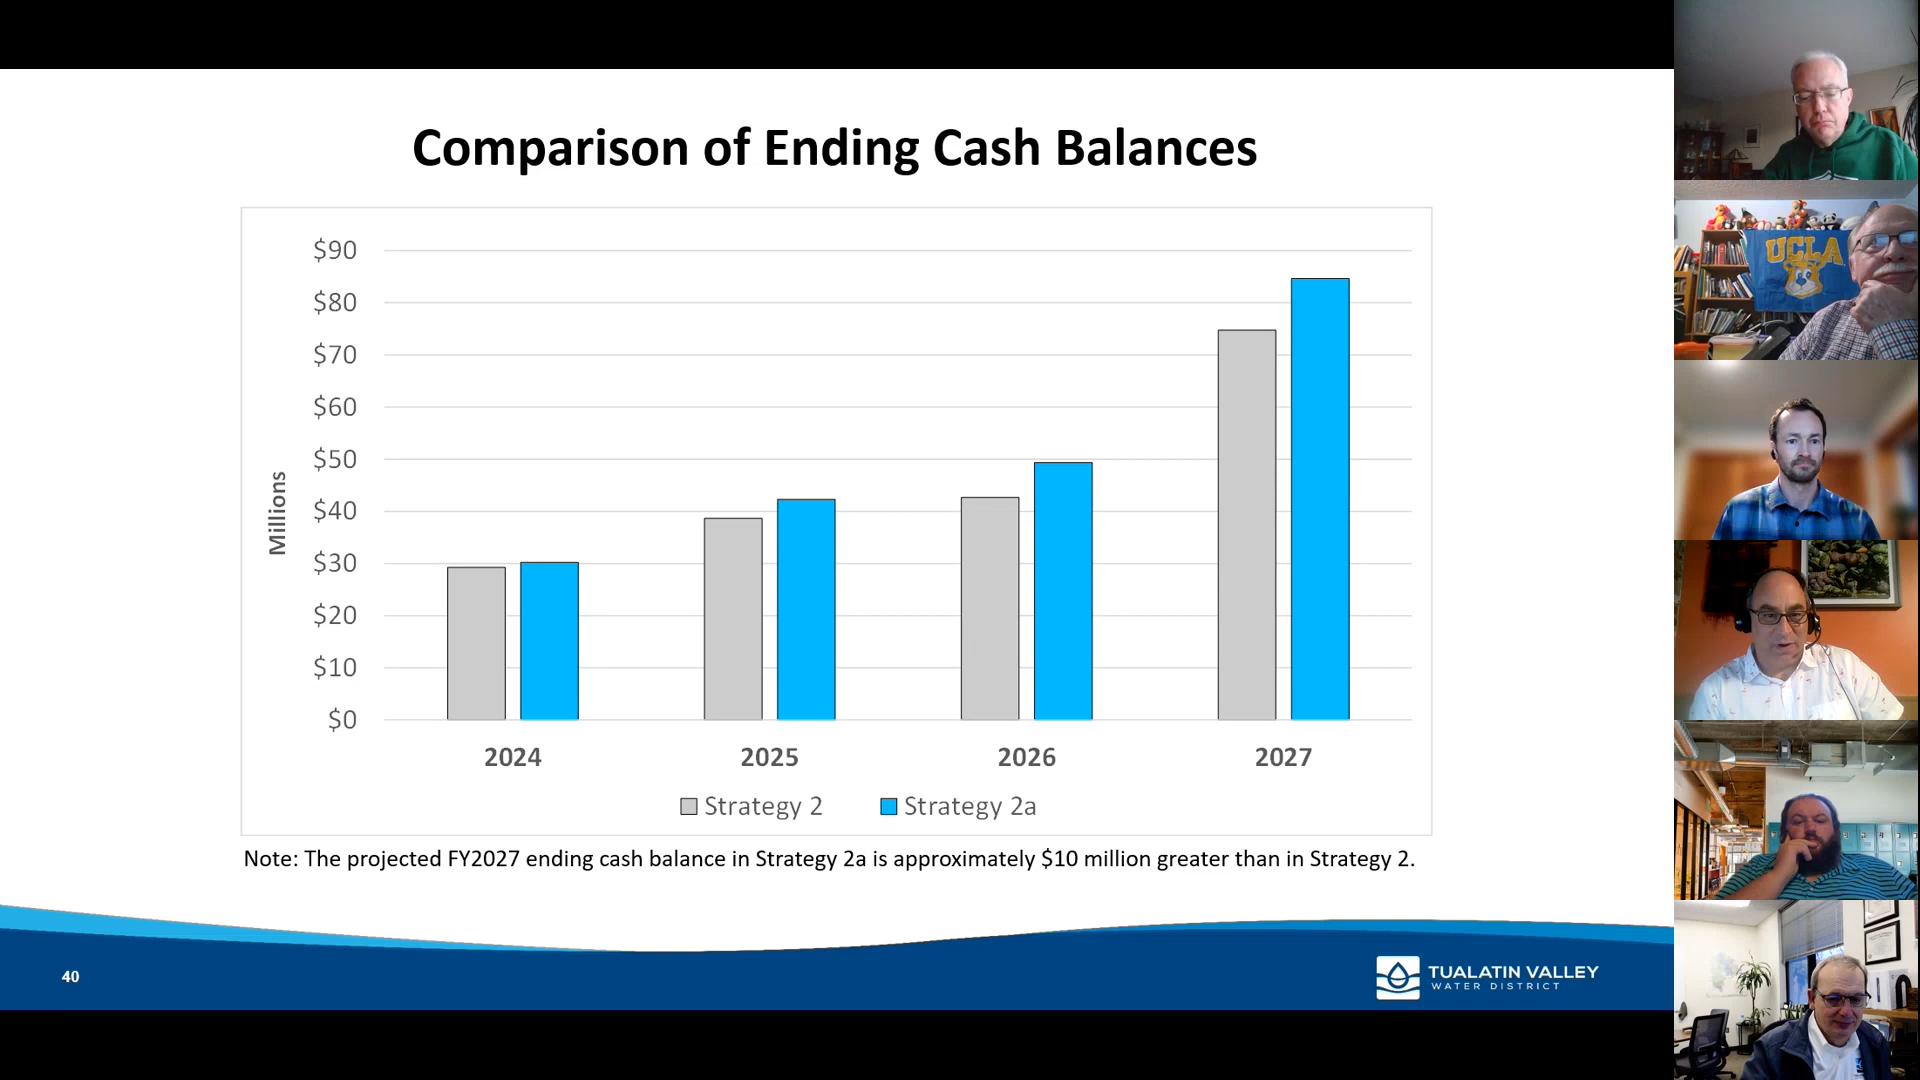 Comparison of Ending Cash Balances
$90
$80
$70
$60
$50
$40
$30
$20
$10
$0
Millions
2024 2025 2026 2027
Strategy 2 Strategy 2a
Note: The projected FY2027 ending cash balance in Strategy 2a is approximately $10 million greater than in Strategy 2.
40
TUALATIN VALLEY
WATER DISTRICT
UCLA